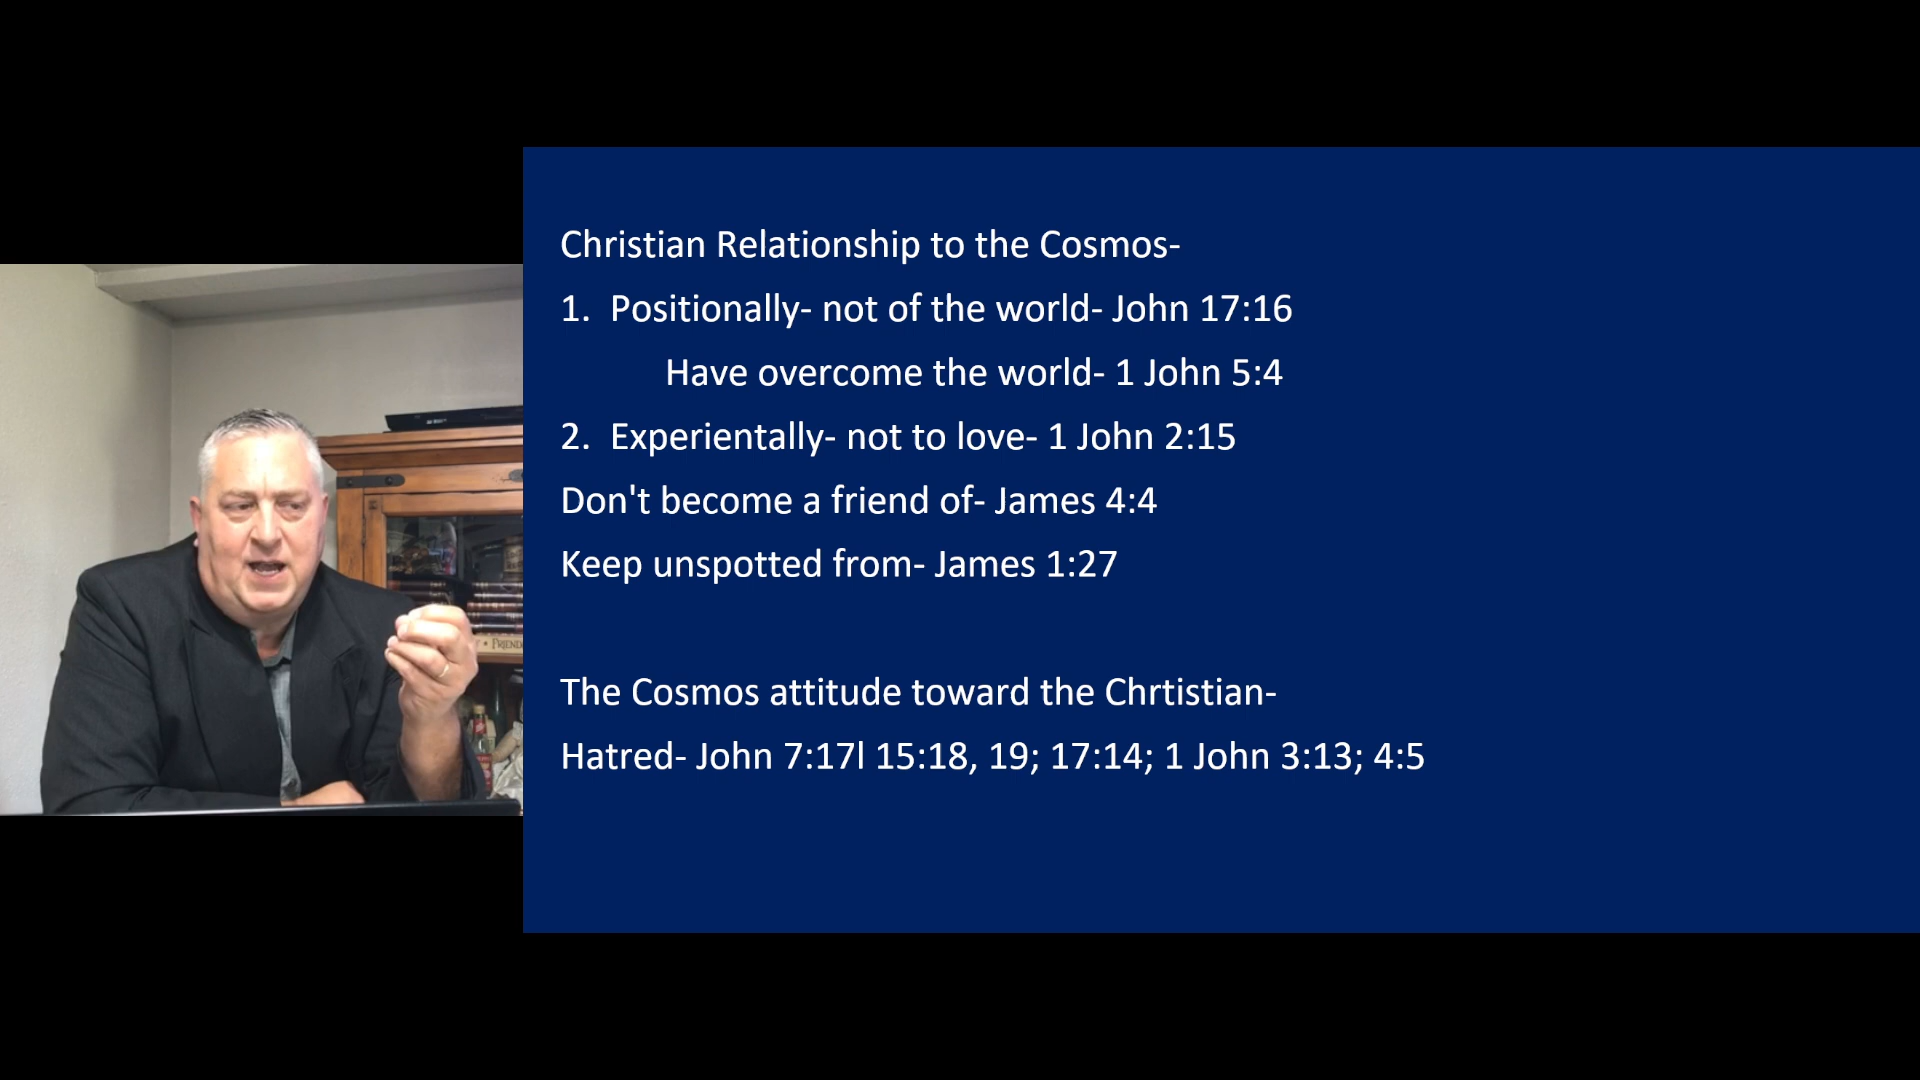 Christian Relationship to the Cosmos-
1. Positionally- not of the world- John 17:16
Have overcome the world- 1 John 5:4
2. Experientally- not to love- 1 John 2:15
Don't become a friend of- James 4:4
Keep unspotted from- James 1:27
The Cosmos attitude toward the Chrtistian-
Hatred- John 7:17l 15:18, 19; 17:14; 1 John 3:13; 4:5